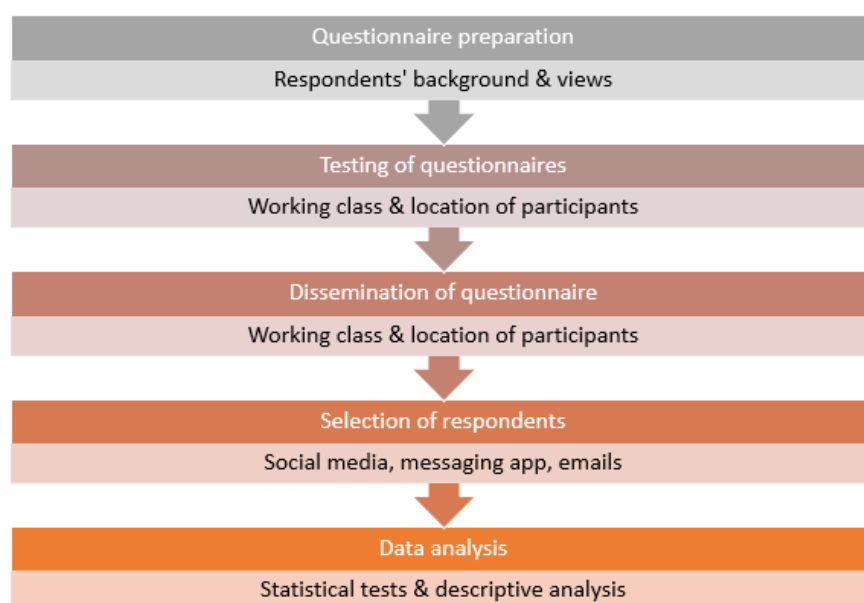 Questionnaire preparation
Respondents' background & views
Testing of questionnaires
Working class & location of participants
Dissemination of questionnaire
Working class & location of participants
Selection of respondents
Social media, messaging app, emails
Data analysis
Statistical tests & descriptive analysis